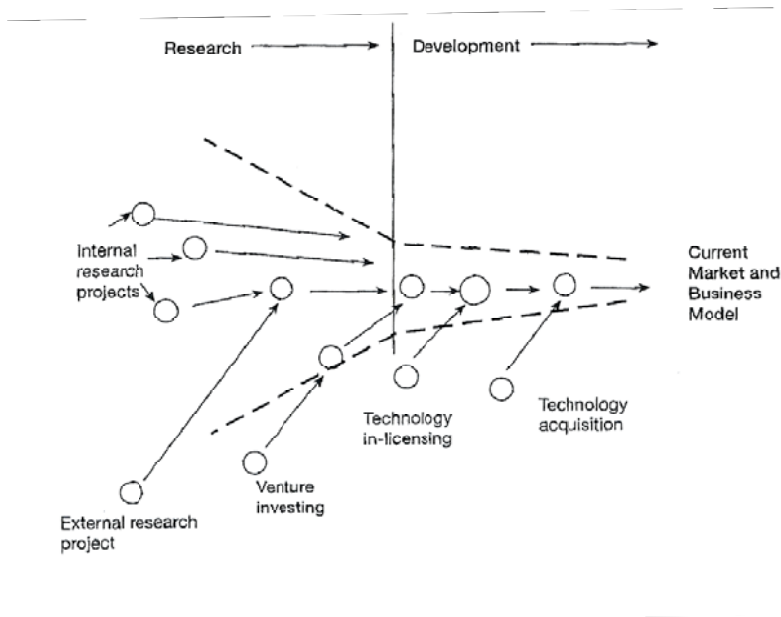 Research
Development
Internal
research
projects
Current
Market and
Business
Model
Technology
in-licensing
Technology
acquisition
Venture
investing
External research
project